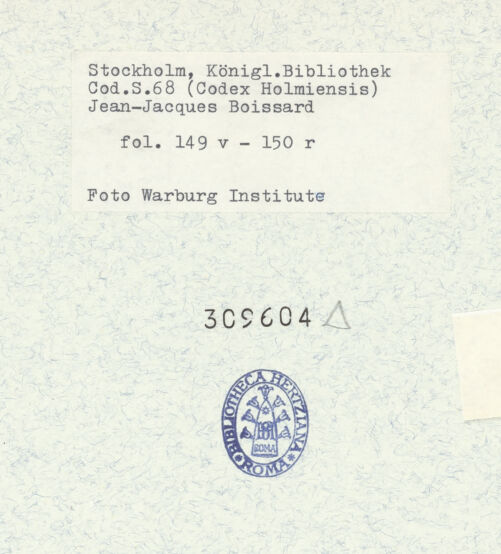 Stockholm, Königl.Bibliothek
Cod.S.68 (Codex Holmiensis)
Jean-Jacques Boissard
fol. 149 v - 150 r
Foto Warburg Institute
309604
BIBLIOTHECA HERTZIANA
ROMA
* ROMA *